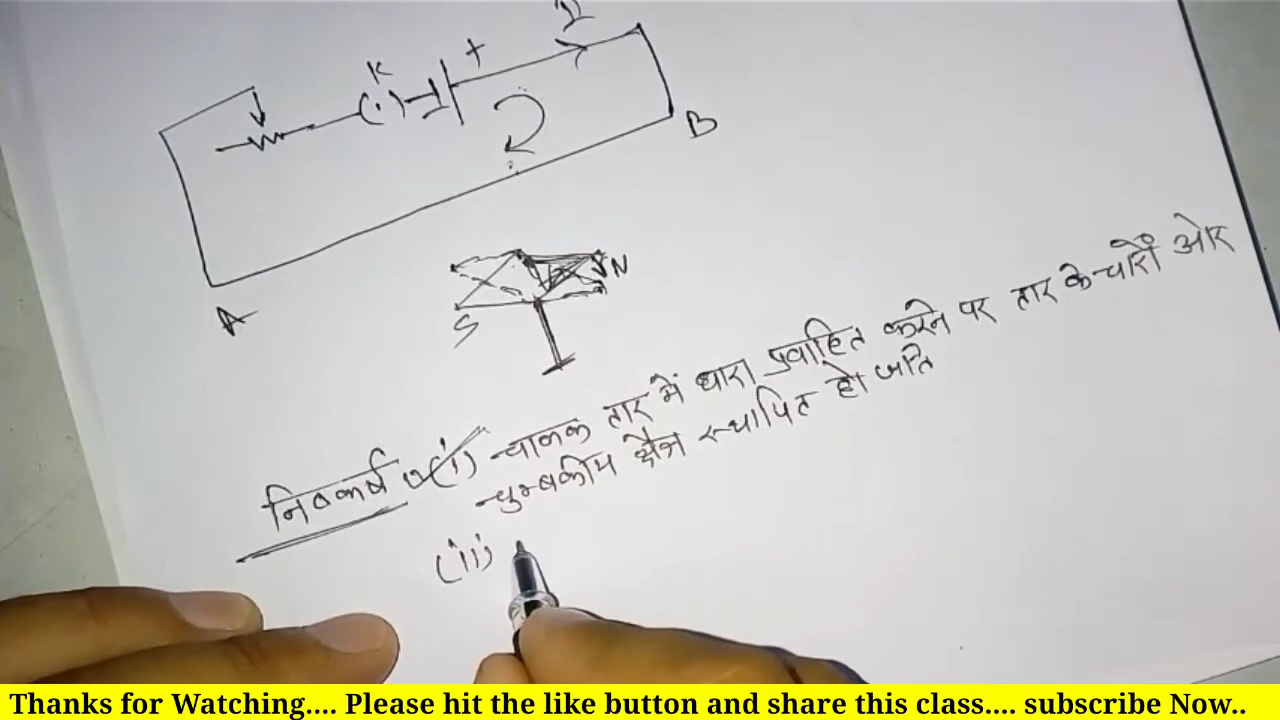 I
+
K
B
A
N
S
निष्कर्ष (i) चालक तार में धारा प्रवाहित करने पर तार के चारों ओर
चुम्बकीय क्षेत्र स्थापित हो जाते
(ii)
Thanks for Watching.... Please hit the like button and share this class.... subscribe Now..